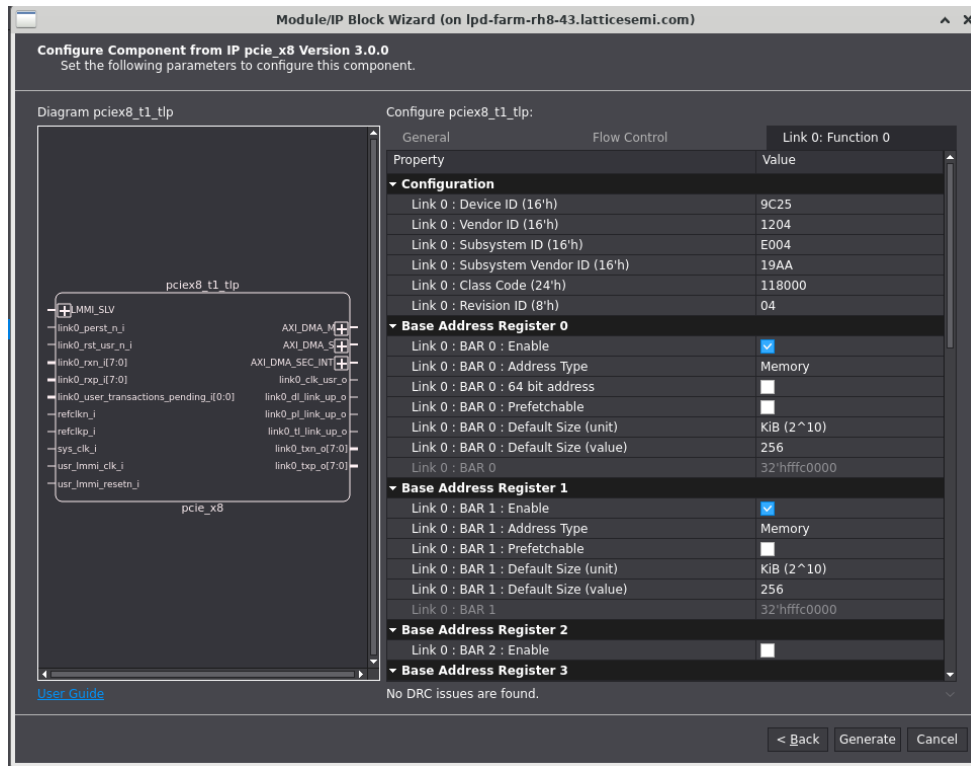 Module/IP Block Wizard (on lpd-farm-rh8-43.latticesemi.com)
Configure Component from IP pcie_x8 Version 3.0.0
Set the following parameters to configure this component.
Diagram pciex8_t1_tlp
pciex8_t1_tlp
LMMI_SLV
link0_perst_n_i
link0_rst_usr_n_i
link0_rxn_i[7:0]
link0_rxp_i[7:0]
link0_user_transactions_pending_i[0:0]
refclkn_i
refclkp_i
sys_clk_i
usr_lmmi_clk_i
usr_lmmi_resetn_i
AXI_DMA_M
AXI_DMA_S
AXI_DMA_SEC_INT
link0_clk_usr_o
link0_dl_link_up_o
link0_pl_link_up_o
link0_tl_link_up_o
link0_txn_o[7:0]
link0_txp_o[7:0]
pcie_x8
User Guide
Configure pciex8_t1_tlp:
General Flow Control Link 0: Function 0
Property Value
Configuration
Link 0 : Device ID (16'h) 9C25
Link 0 : Vendor ID (16'h) 1204
Link 0 : Subsystem ID (16'h) E004
Link 0 : Subsystem Vendor ID (16'h) 19AA
Link 0 : Class Code (24'h) 118000
Link 0 : Revision ID (8'h) 04
Base Address Register 0
Link 0 : BAR 0 : Enable
Link 0 : BAR 0 : Address Type Memory
Link 0 : BAR 0 : 64 bit address
Link 0 : BAR 0 : Prefetchable
Link 0 : BAR 0 : Default Size (unit) KiB (2^10)
Link 0 : BAR 0 : Default Size (value) 256
Link 0 : BAR 0 32'hfffc0000
Base Address Register 1
Link 0 : BAR 1 : Enable
Link 0 : BAR 1 : Address Type Memory
Link 0 : BAR 1 : Prefetchable
Link 0 : BAR 1 : Default Size (unit) KiB (2^10)
Link 0 : BAR 1 : Default Size (value) 256
Link 0 : BAR 1 32'hfffc0000
Base Address Register 2
Link 0 : BAR 2 : Enable
Base Address Register 3
No DRC issues are found.
< Back Generate Cancel